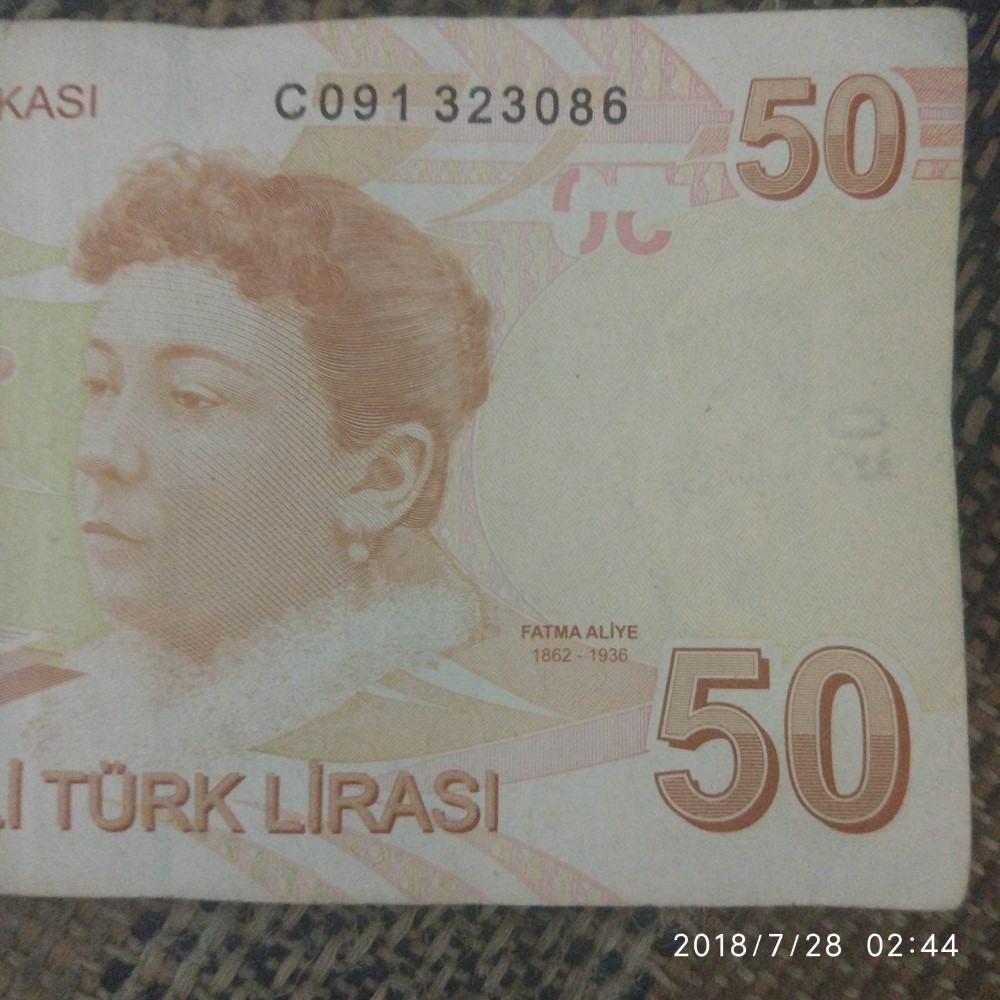 KASI
C091 323086
50
FATMA ALİYE
1862 - 1936
50
Lİ TÜRK LİRASI
2018/7/28 02:44